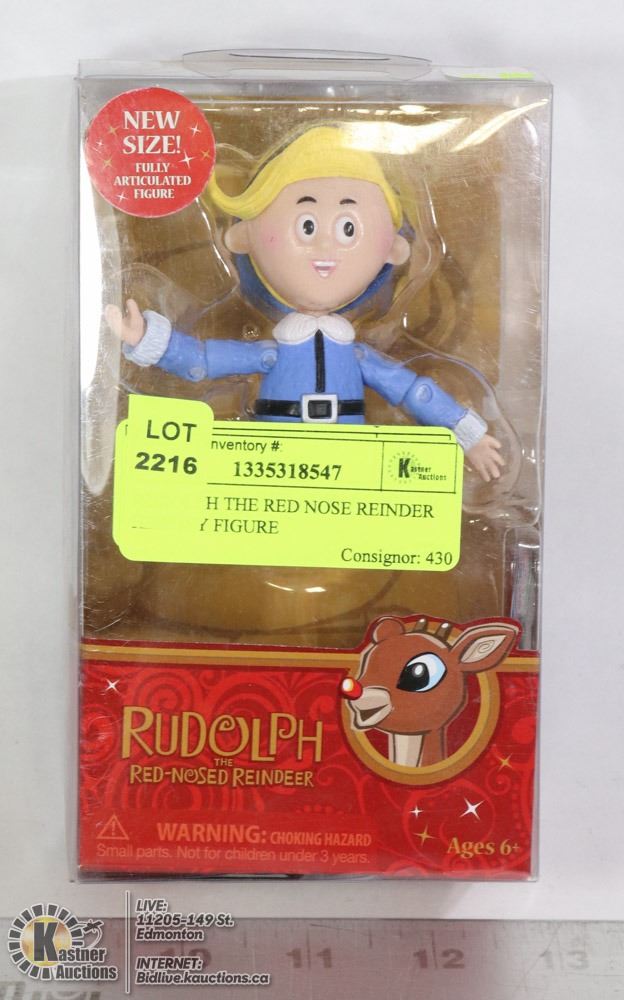 NEW
SIZE!
FULLY
ARTICULATED
FIGURE
LOT
2216
nventory #:
1335318547
Kastner
Auctions
H THE RED NOSE REINDER
Y FIGURE
Consignor: 430
RUDOLPH
THE
RED-NOSED REINDEER
WARNING: CHOKING HAZARD
Small parts. Not for children under 3 years.
Ages 6+
Kastner
Auctions
LIVE:
11205-149 St.
Edmonton
INTERNET:
Bidlive.kauctions.ca
10 11 12 13